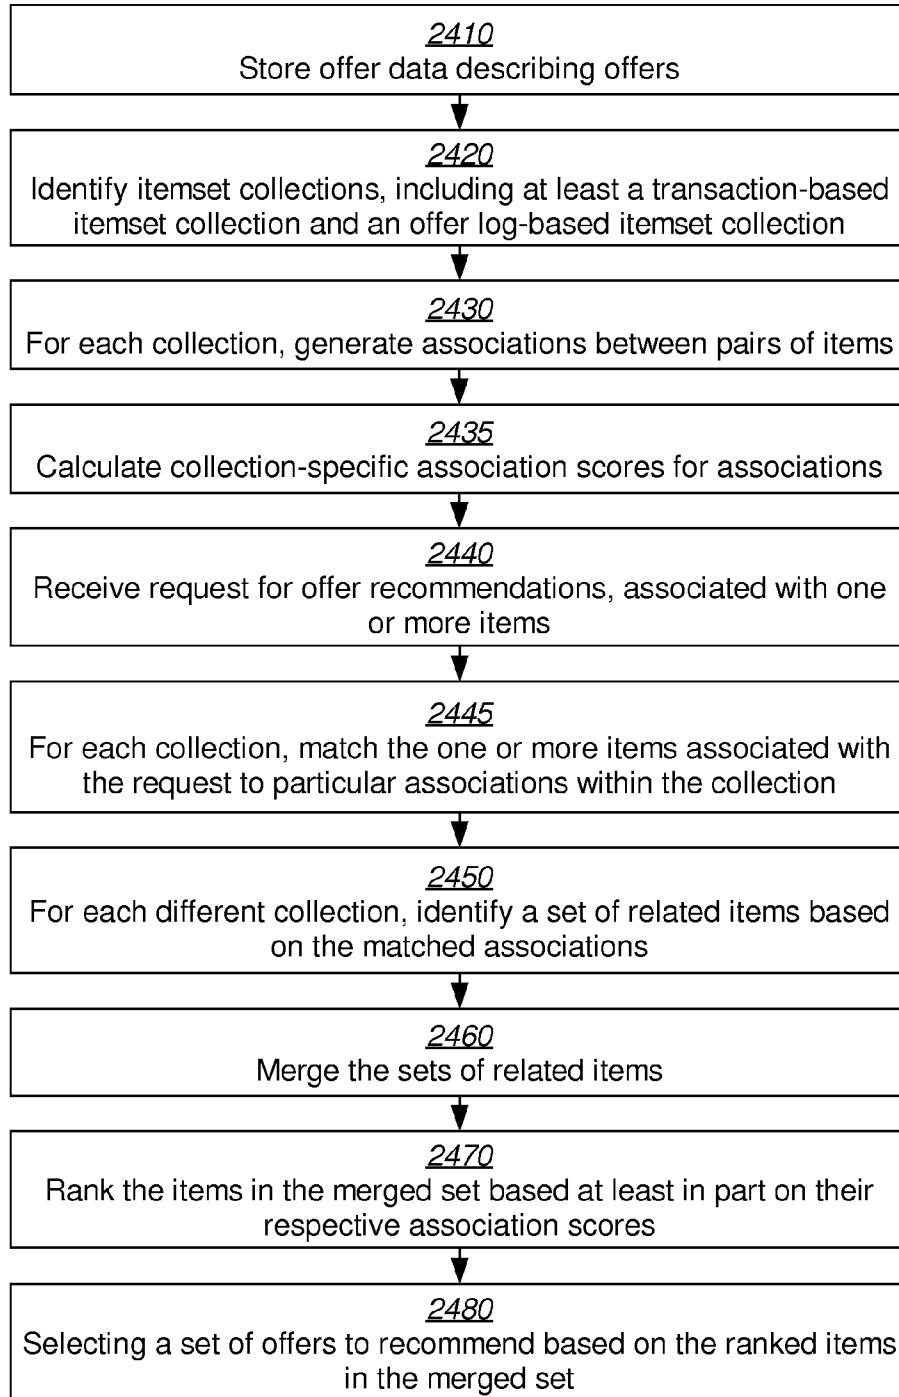 2410
Store offer data describing offers
2420
Identify itemset collections, including at least a transaction-based
itemset collection and an offer log-based itemset collection
2430
For each collection, generate associations between pairs of items
2435
Calculate collection-specific association scores for associations
2440
Receive request for offer recommendations, associated with one
or more items
2445
For each collection, match the one or more items associated with
the request to particular associations within the collection
2450
For each different collection, identify a set of related items based
on the matched associations
2460
Merge the sets of related items
2470
Rank the items in the merged set based at least in part on their
respective association scores
2480
Selecting a set of offers to recommend based on the ranked items
in the merged set